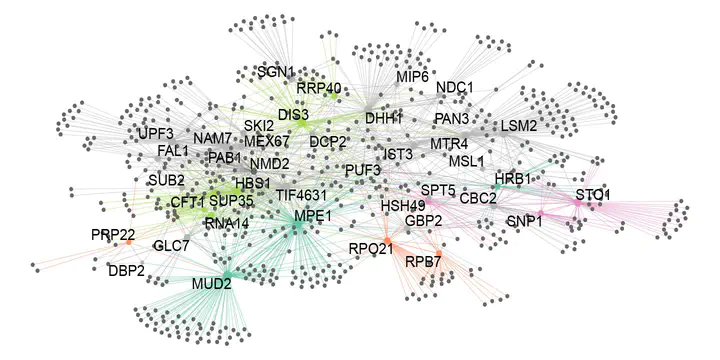 SGN1
MIP6
RRP40
NDC1
DIS3
DHH1
PAN3
SKI2
LSM2
UPF3
NAM7
MEX67
DCP2
MTR4
FAL1
PAB1
IST3
NMD2
MSL1
PUF3
SUB2
HBS1
HRB1
TIF4631
SPT5
STO1
CFT1
SUP35
CBC2
HSH49
MPE1
GBP2
SNP1
RNA14
PRP22
GLC7
RPO21
RPB7
DBP2
MUD2